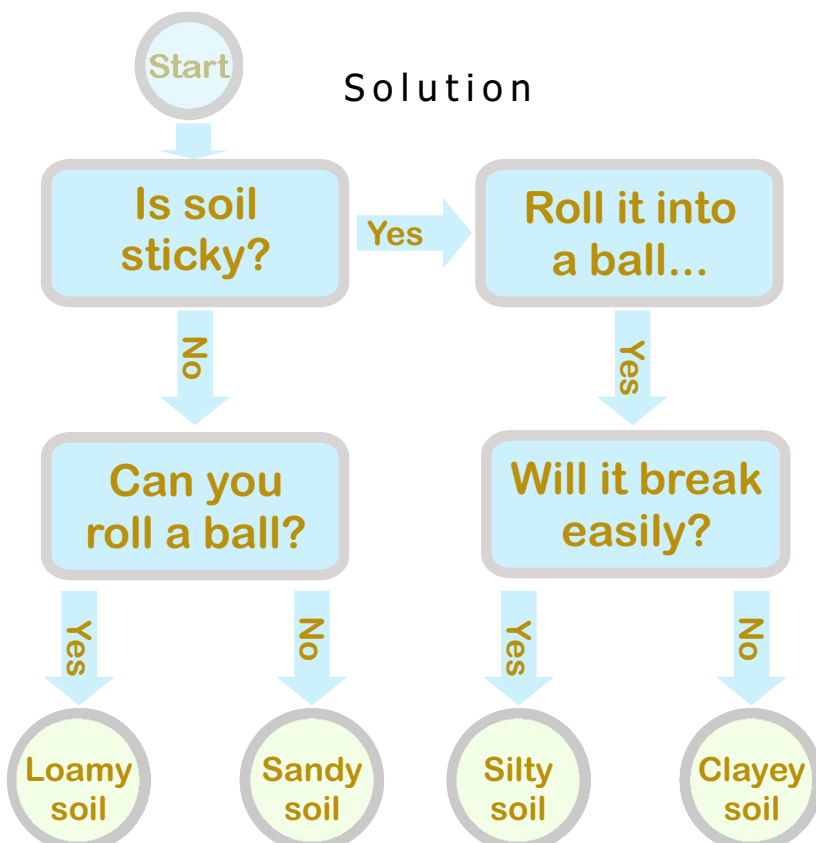 Start
Solution
Is soil
sticky?
Yes
Roll it into
a ball...
No
Yes
Can you
roll a ball?
Will it break
easily?
Yes
No
Yes
No
Loamy
soil
Sandy
soil
Silty
soil
Clayey
soil